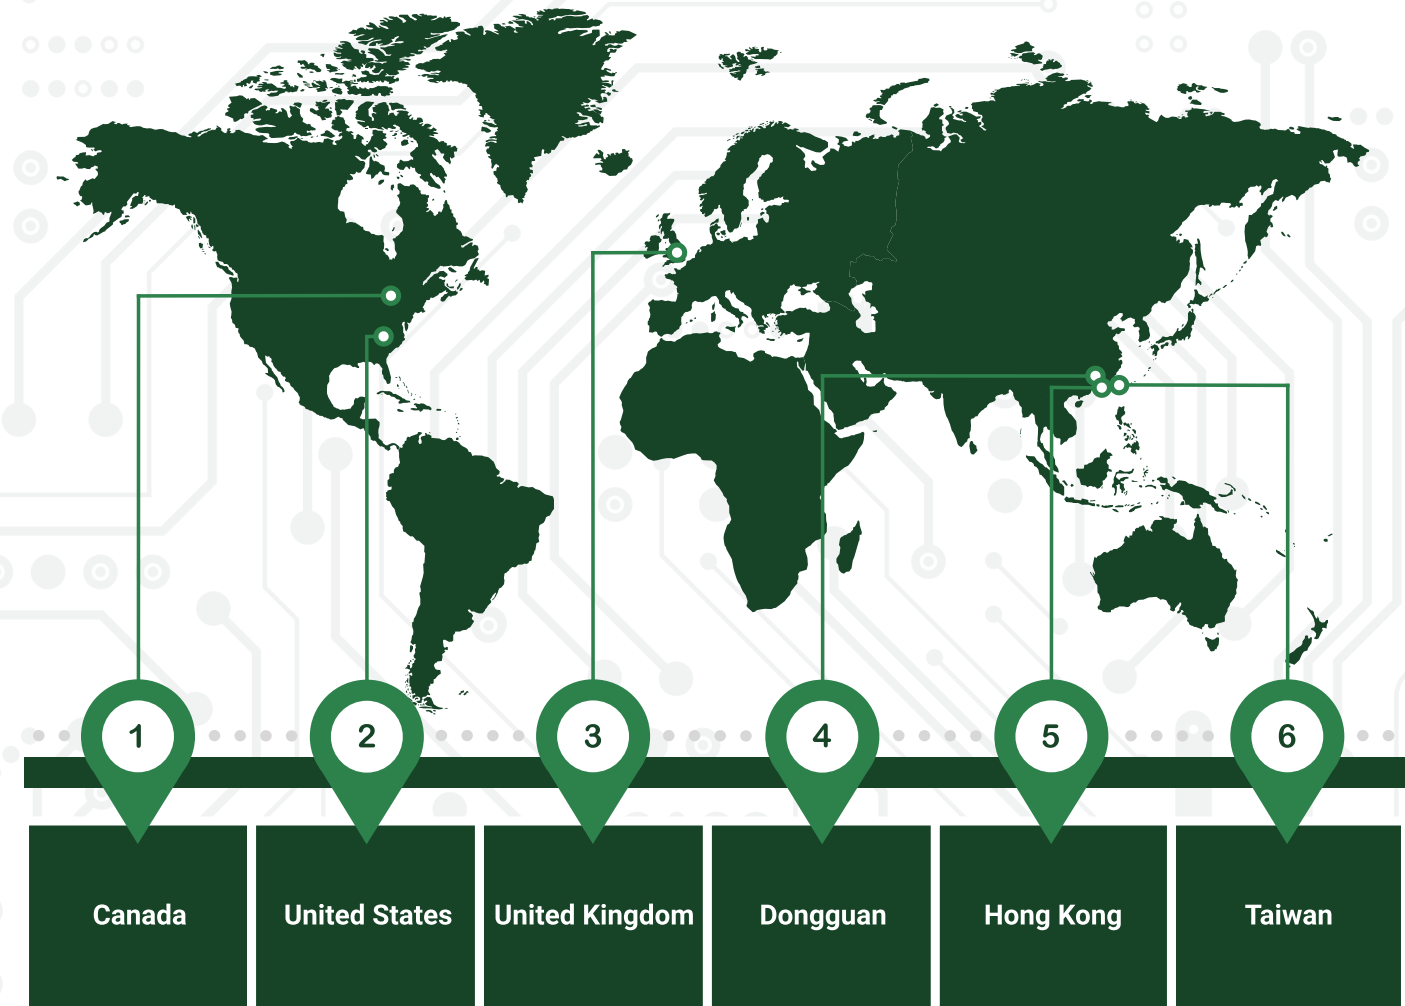 1
2
3
4
5
6
Canada
United States
United Kingdom
Dongguan
Hong Kong
Taiwan